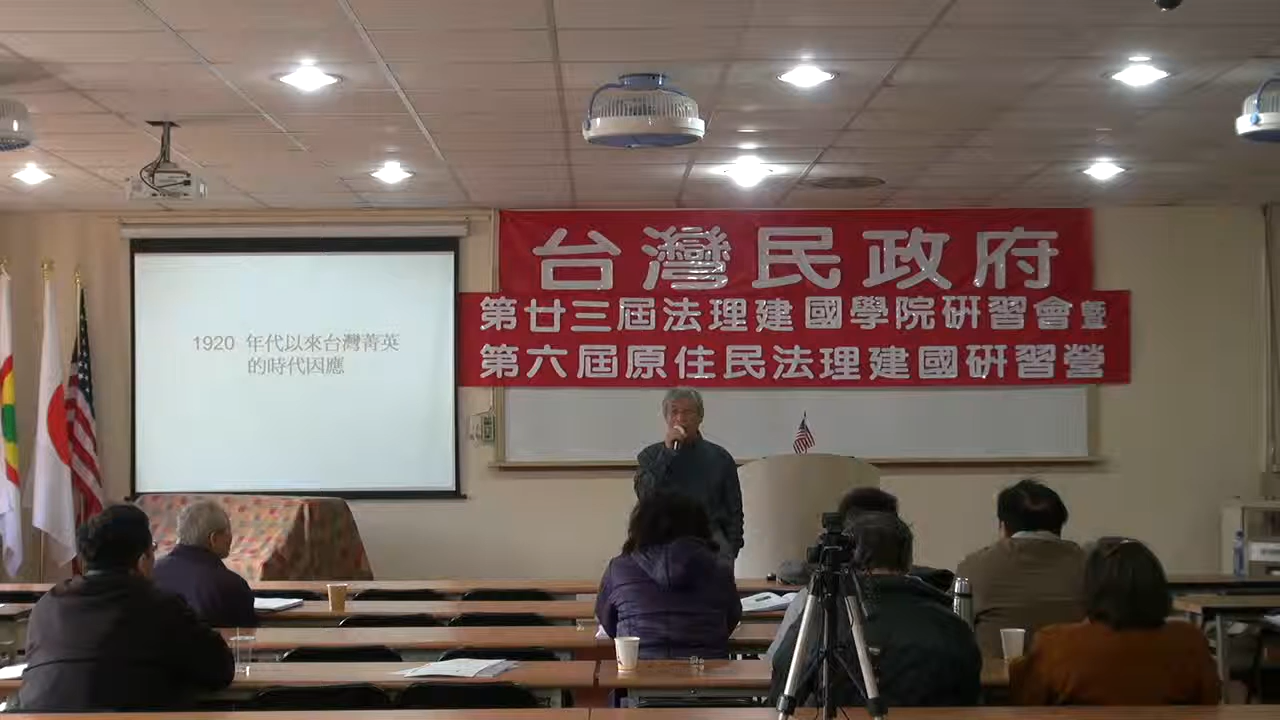 台灣民政府
第廿三屆法理建國學院研習會暨
第六屆原住民法理建國研習營
1920 年代以來台灣菁英
的時代因應